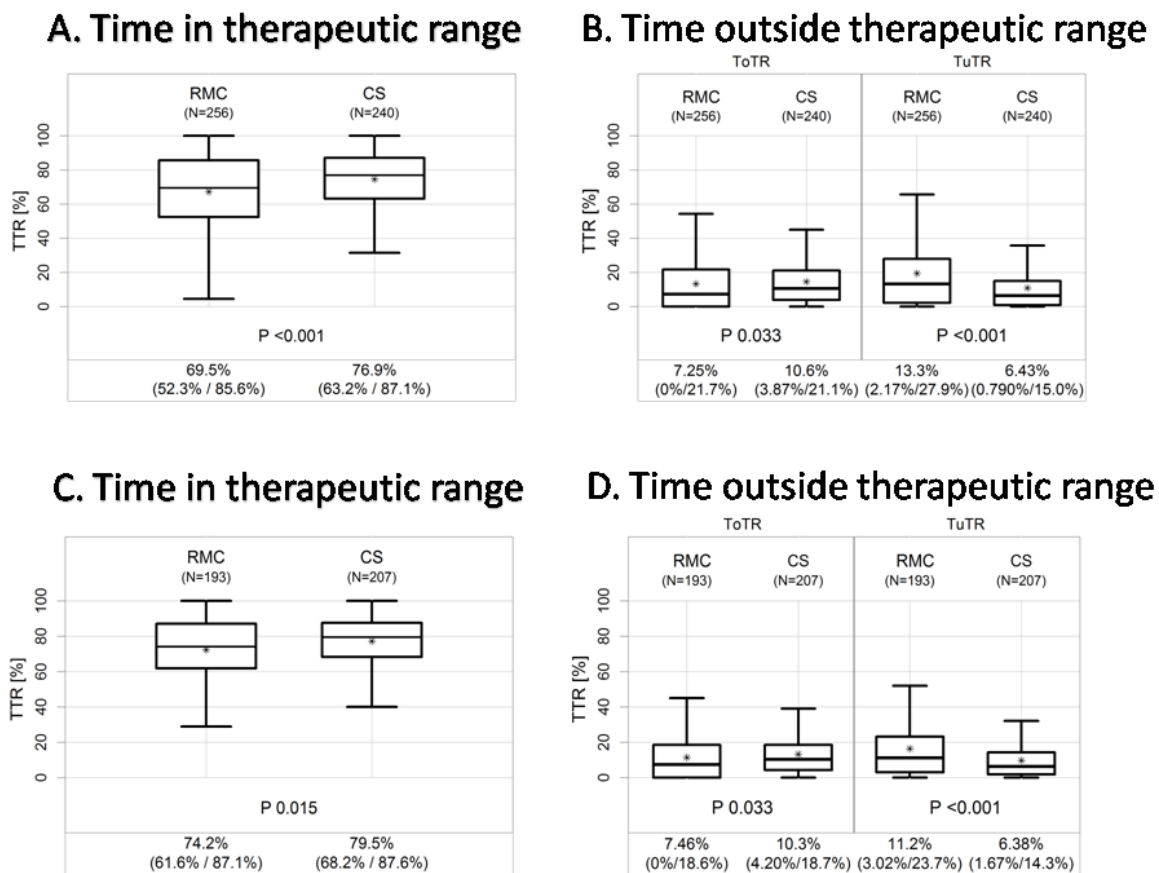 A. Time in therapeutic range
RMC CS
(N=256) (N=240)
100
80
60
40
20
0
TTR [%]
P <0.001
69.5% 76.9%
(52.3% / 85.6%) (63.2% / 87.1%)
B. Time outside therapeutic range
ToTR TuTR
RMC CS RMC CS
(N=256) (N=240) (N=256) (N=240)
100
80
60
40
20
0
TTR [%]
P 0.033 P <0.001
7.25% 10.6% 13.3% 6.43%
(0%/21.7%) (3.87%/21.1%) (2.17%/27.9%) (0.790%/15.0%)
C. Time in therapeutic range
RMC CS
(N=193) (N=207)
100
80
60
40
20
0
TTR [%]
P 0.015
74.2% 79.5%
(61.6% / 87.1%) (68.2% / 87.6%)
D. Time outside therapeutic range
ToTR TuTR
RMC CS RMC CS
(N=193) (N=207) (N=193) (N=207)
100
80
60
40
20
0
TTR [%]
P 0.033 P <0.001
7.46% 10.3% 11.2% 6.38%
(0%/18.6%) (4.20%/18.7%) (3.02%/23.7%) (1.67%/14.3%)